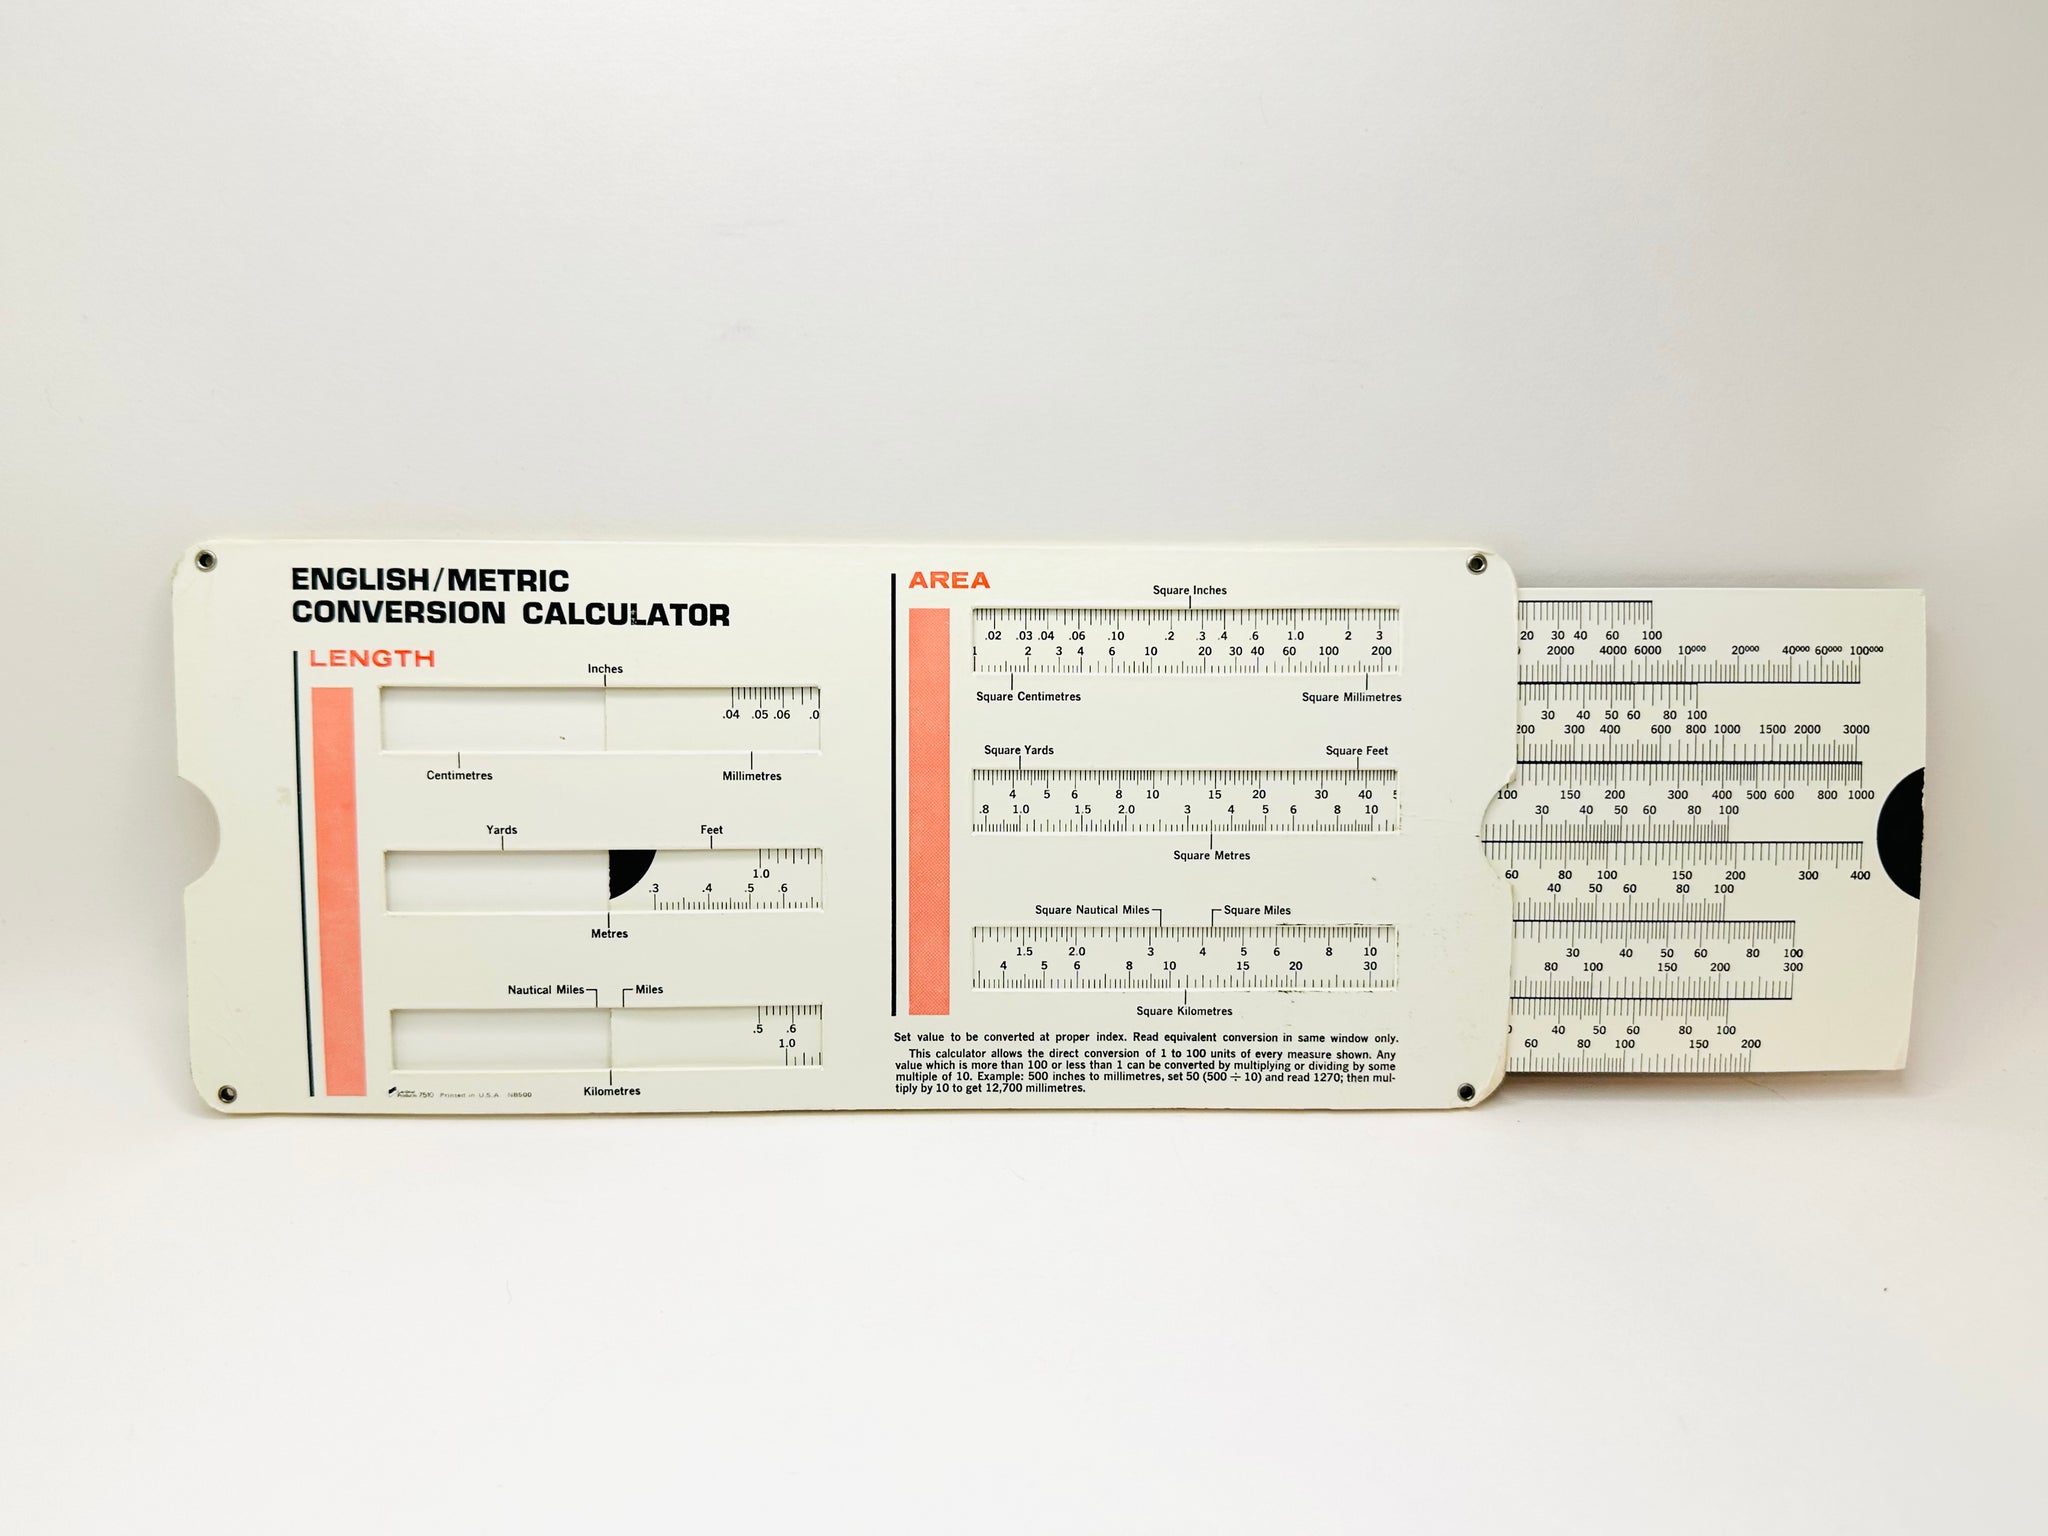 ENGLISH/METRIC
CONVERSION CALCULATOR
LENGTH
Inches
.04 .05 .06 .0
Centimetres Millimetres
Yards Feet
1.0
.3 .4 .5 .6
Metres
Nautical Miles Miles
.5 .6
1.0
Kilometres
7510 Printed in U.S.A. N8500
AREA
Square Inches
.02 .03 .04 .06 .10 .2 .3 .4 .6 1.0 2 3
1 2 3 4 6 10 20 30 40 60 100 200
Square Centimetres Square Millimetres
Square Yards Square Feet
4 5 6 8 10 15 20 30 40 5
.8 1.0 1.5 2.0 3 4 5 6 8 10
Square Metres
Square Nautical Miles Square Miles
1.5 2.0 3 4 5 6 8 10
4 5 6 8 10 15 20 30
Square Kilometres
Set value to be converted at proper index. Read equivalent conversion in same window only.
This calculator allows the direct conversion of 1 to 100 units of every measure shown. Any
value which is more than 100 or less than 1 can be converted by multiplying or dividing by some
multiple of 10. Example: 500 inches to millimetres, set 50 (500 ÷ 10) and read 1270; then mul-
tiply by 10 to get 12,700 millimetres.
20 30 40 60 100
2000 4000 6000 10000 20000 40000 60000 100000
30 40 50 60 80 100
200 300 400 600 800 1000 1500 2000 3000
100 150 200 300 400 500 600 800 1000
30 40 50 60 80 100
60 80 100 150 200 300 400
40 50 60 80 100
30 40 50 60 80 100
80 100 150 200 300
40 50 60 80 100
60 80 100 150 200